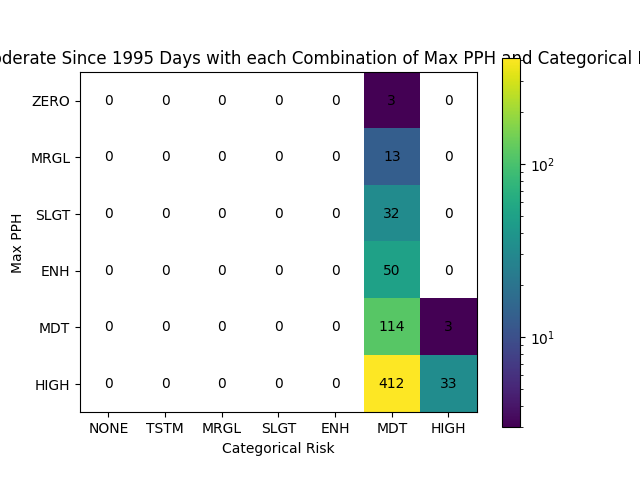 Moderate Since 1995 Days with each Combination of Max PPH and Categorical
ZERO 0 0 0 0 0 3 0
MRGL 0 0 0 0 0 13 0
SLGT 0 0 0 0 0 32 0
ENH 0 0 0 0 0 50 0
MDT 0 0 0 0 0 114 3
HIGH 0 0 0 0 0 412 33
NONE TSTM MRGL SLGT ENH MDT HIGH
Categorical Risk
Max PPH
10²
10¹